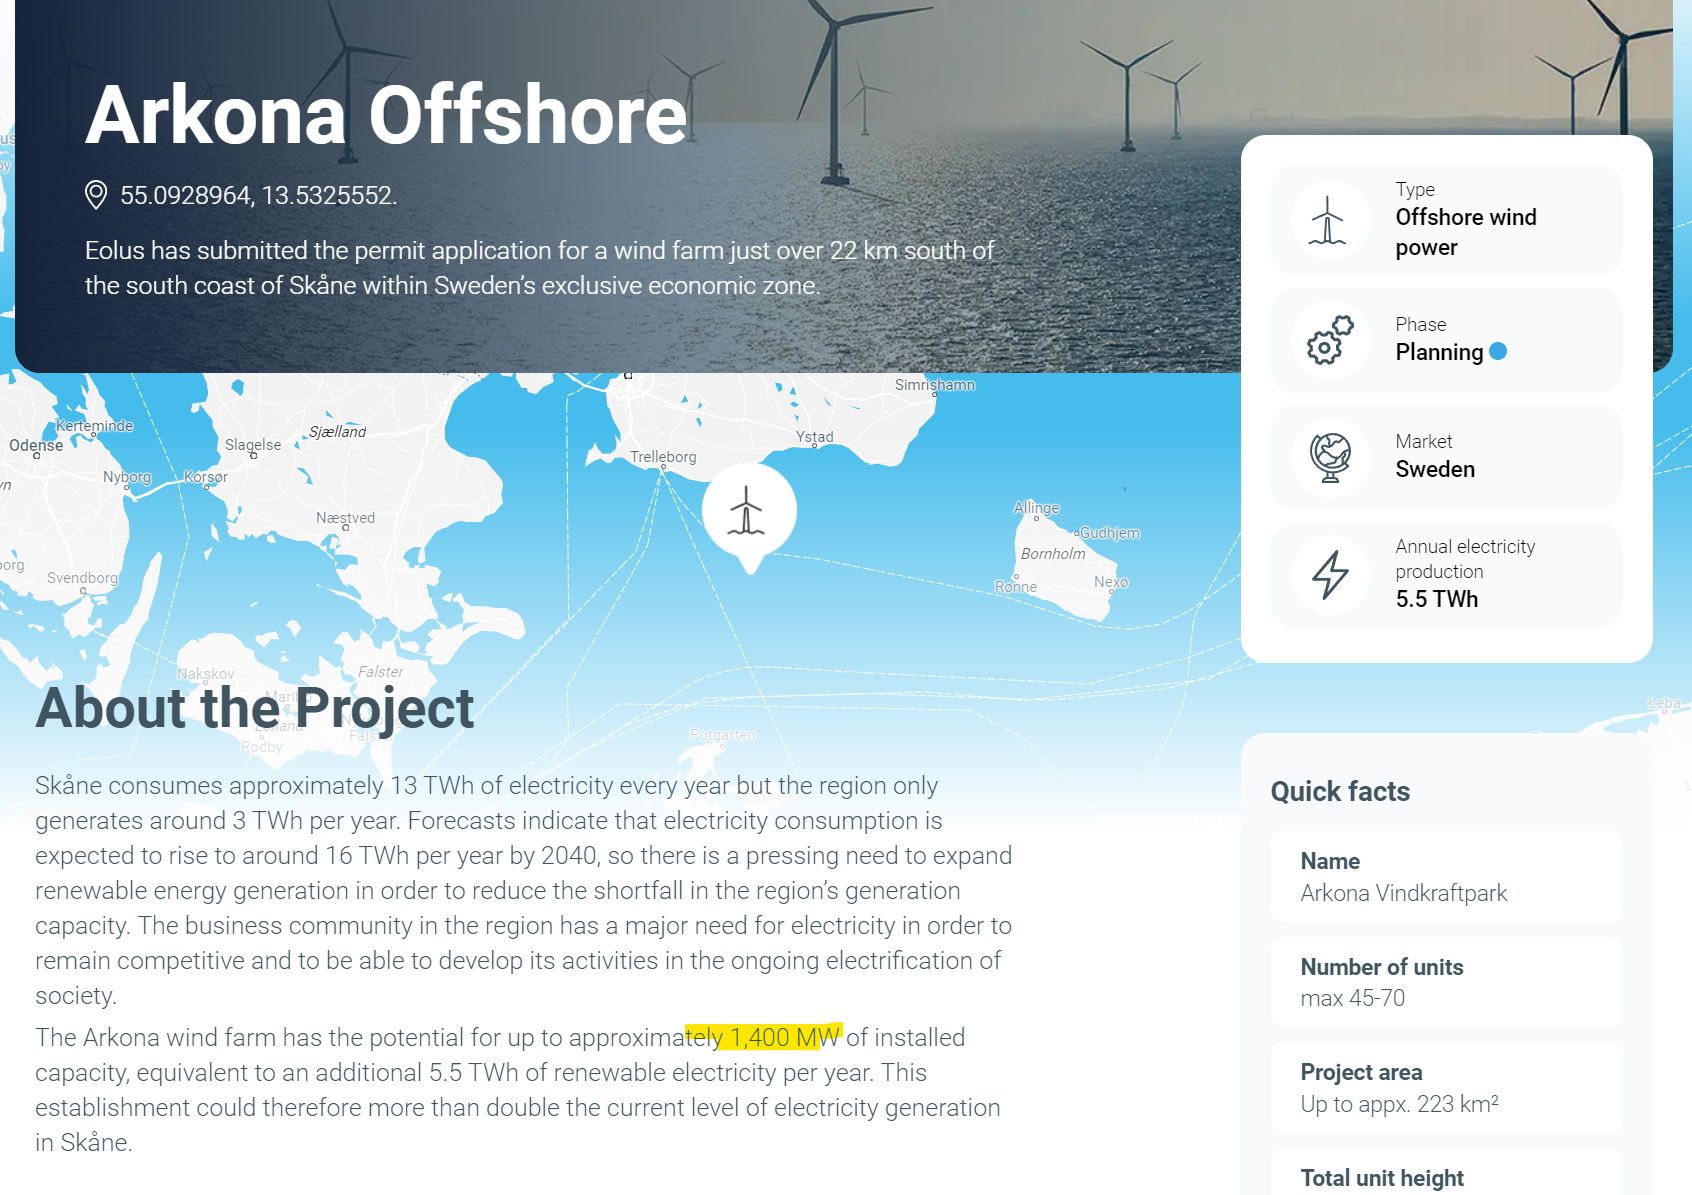 Arkona Offshore
55.0928964, 13.5325552.
Eolus has submitted the permit application for a wind farm just over 22 km south of
the south coast of Skåne within Sweden's exclusive economic zone.
Type
Offshore wind
power
Phase
Planning
Market
Sweden
Annual electricity
production
5.5 TWh
Simrishamn
Kerteminde
Odense
Slagelse
Sjælland
Ystad
Trelleborg
Nyborg
Korsør
Næstved
Allinge
Gudhjem
Bornholm
Svendborg
Rønne
Nexø
Nakskov
Falster
Rødby
Putgarten
Łeba
About the Project
Skåne consumes approximately 13 TWh of electricity every year but the region only
generates around 3 TWh per year. Forecasts indicate that electricity consumption is
expected to rise to around 16 TWh per year by 2040, so there is a pressing need to expand
renewable energy generation in order to reduce the shortfall in the region's generation
capacity. The business community in the region has a major need for electricity in order to
remain competitive and to be able to develop its activities in the ongoing electrification of
society.
The Arkona wind farm has the potential for up to approximately 1,400 MW of installed
capacity, equivalent to an additional 5.5 TWh of renewable electricity per year. This
establishment could therefore more than double the current level of electricity generation
in Skåne.
Quick facts
Name
Arkona Vindkraftpark
Number of units
max 45-70
Project area
Up to appx. 223 km²
Total unit height